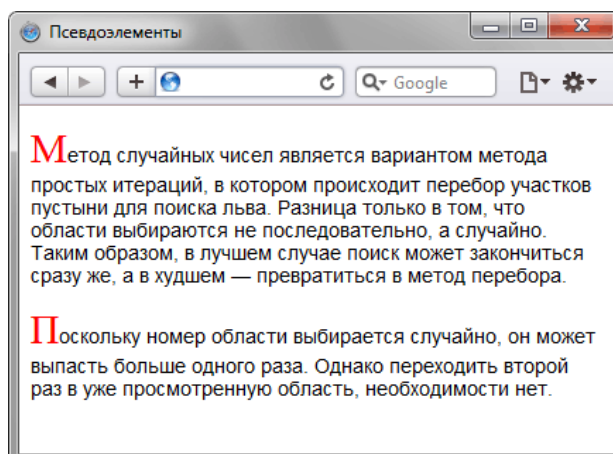 Псевдоэлементы
Google
Метод случайных чисел является вариантом метода
простых итераций, в котором происходит перебор участков
пустыни для поиска льва. Разница только в том, что
области выбираются не последовательно, а случайно.
Таким образом, в лучшем случае поиск может закончиться
сразу же, а в худшем — превратиться в метод перебора.
Поскольку номер области выбирается случайно, он может
выпасть больше одного раза. Однако переходить второй
раз в уже просмотренную область, необходимости нет.